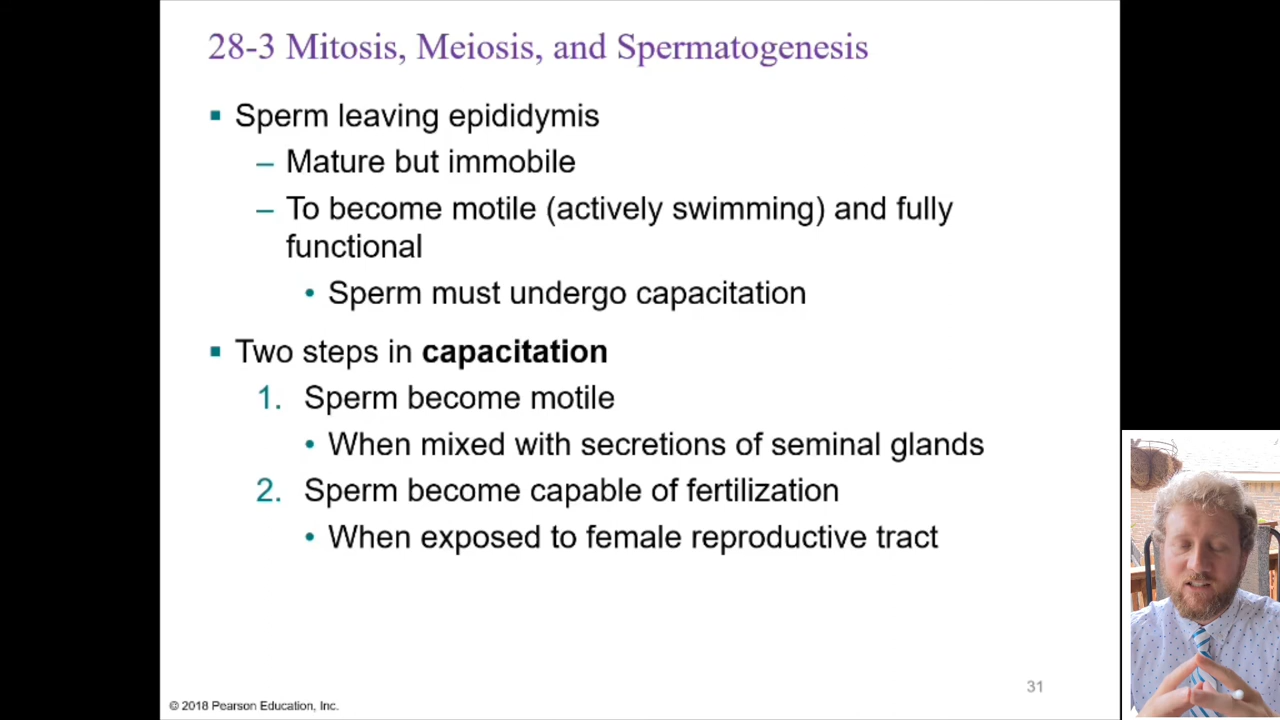 28-3 Mitosis, Meiosis, and Spermatogenesis
▪ Sperm leaving epididymis
– Mature but immobile
– To become motile (actively swimming) and fully
functional
• Sperm must undergo capacitation
▪ Two steps in capacitation
1. Sperm become motile
• When mixed with secretions of seminal glands
2. Sperm become capable of fertilization
• When exposed to female reproductive tract
31
© 2018 Pearson Education, Inc.